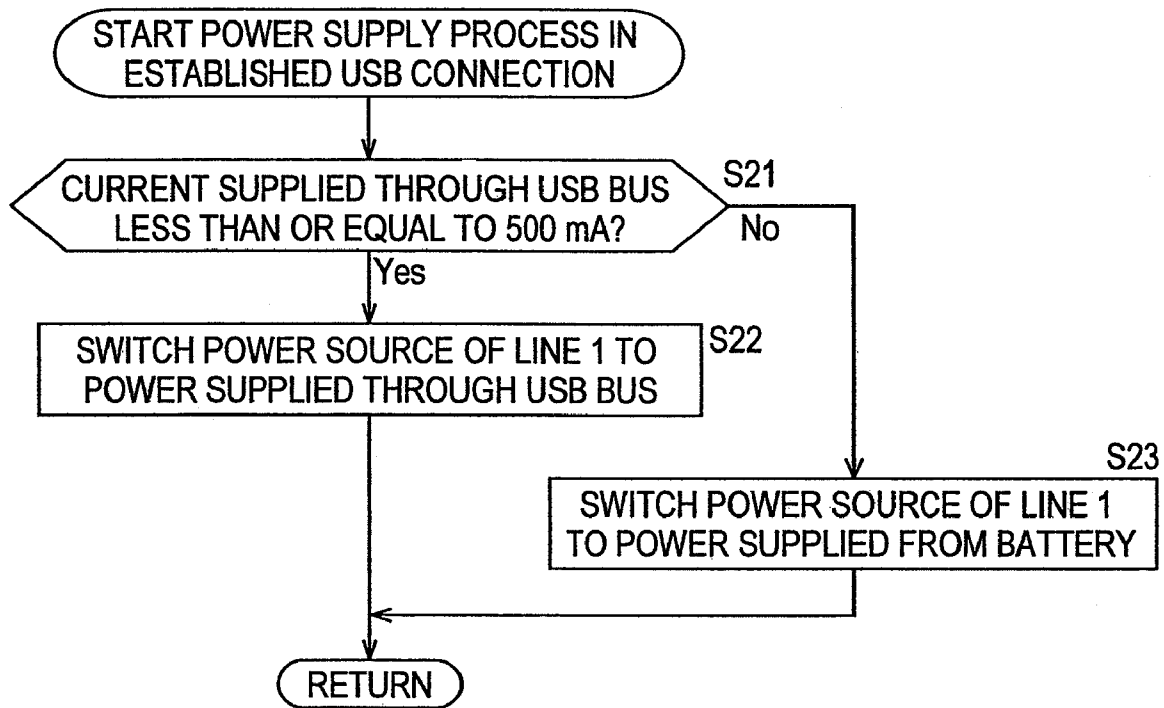 START POWER SUPPLY PROCESS IN
ESTABLISHED USB CONNECTION
CURRENT SUPPLIED THROUGH USB BUS
LESS THAN OR EQUAL TO 500 mA?
S21
No
Yes
SWITCH POWER SOURCE OF LINE 1 TO
POWER SUPPLIED THROUGH USB BUS
S22
S23
SWITCH POWER SOURCE OF LINE 1
TO POWER SUPPLIED FROM BATTERY
RETURN